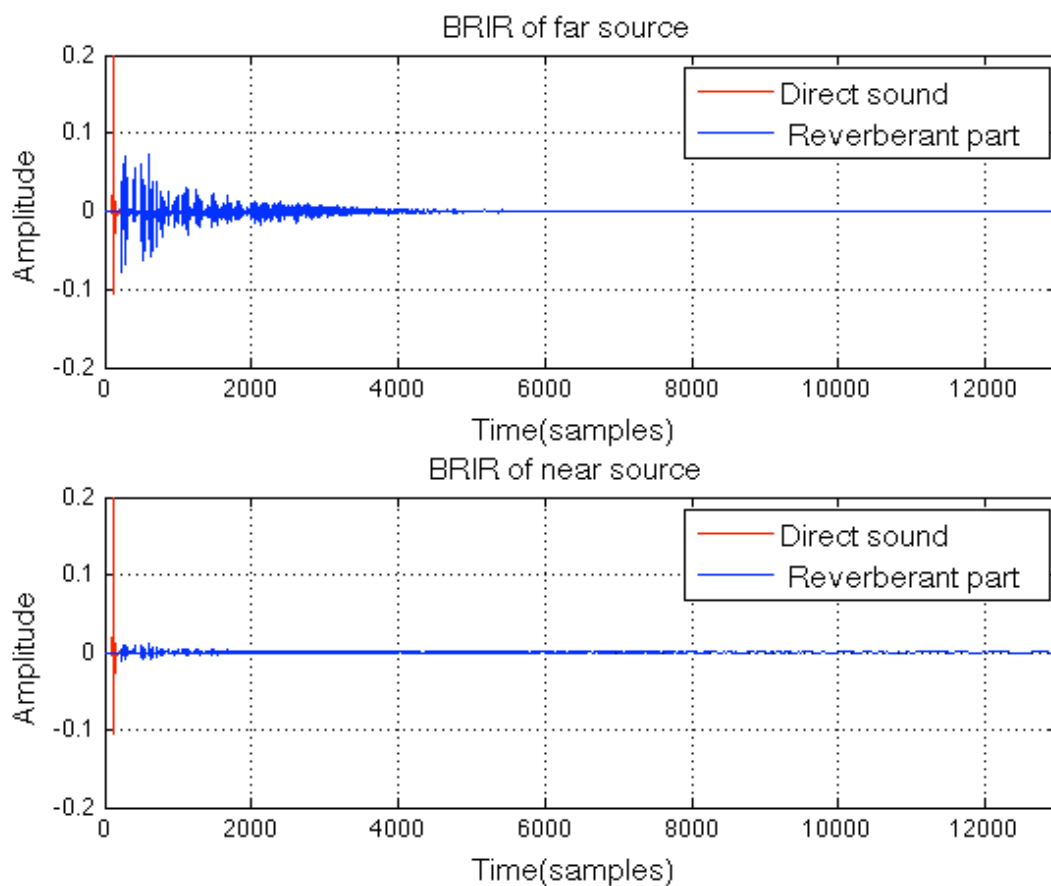 BRIR of far source
0.2
0.1
0
-0.1
-0.2
Amplitude
Direct sound
Reverberant part
0 2000 4000 6000 8000 10000 12000
Time(samples)
BRIR of near source
0.2
0.1
0
-0.1
-0.2
Amplitude
Direct sound
Reverberant part
0 2000 4000 6000 8000 10000 12000
Time(samples)